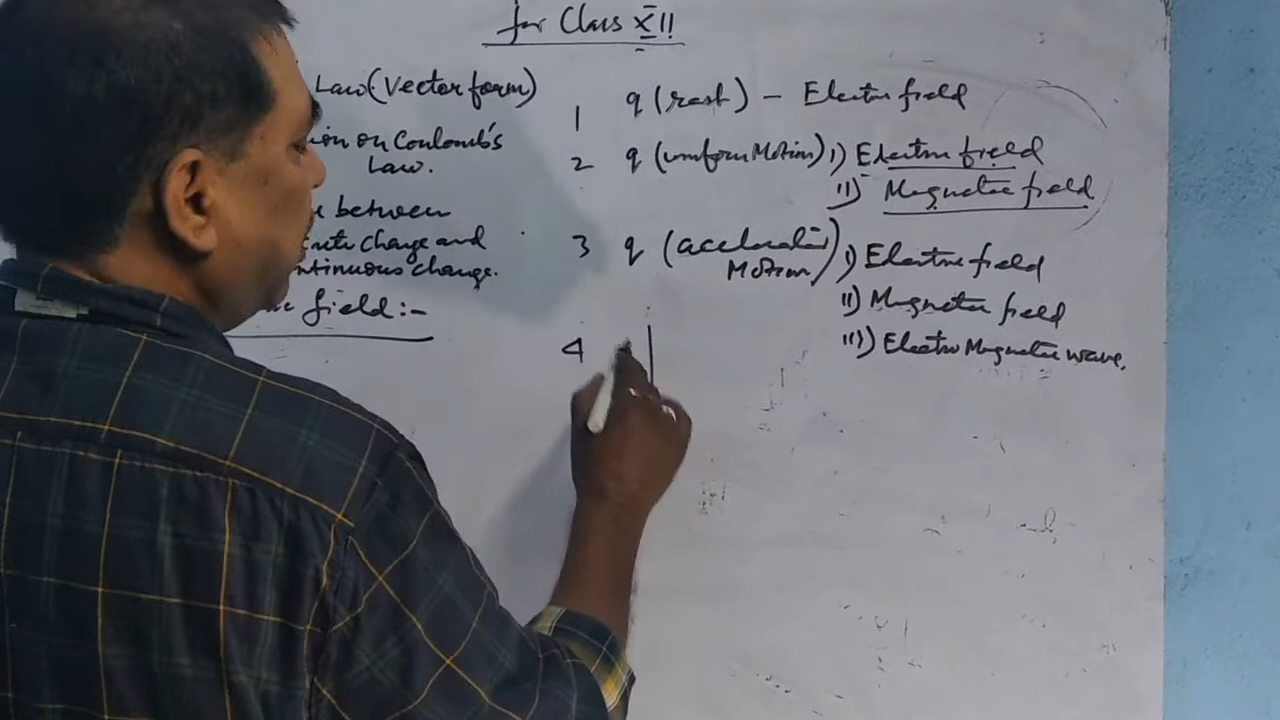 for Class XII
Law (Vector form)
on Coulomb's
Law.
between
charge and
continuous charge.
field:-
1 q (rest) - Electric field
2 q (uniform Motion) i) Electric field
ii) Magnetic field
3 q (acceleration Motion) i) Electric field
ii) Magnetic field
iii) Electro Magnetic wave.
4